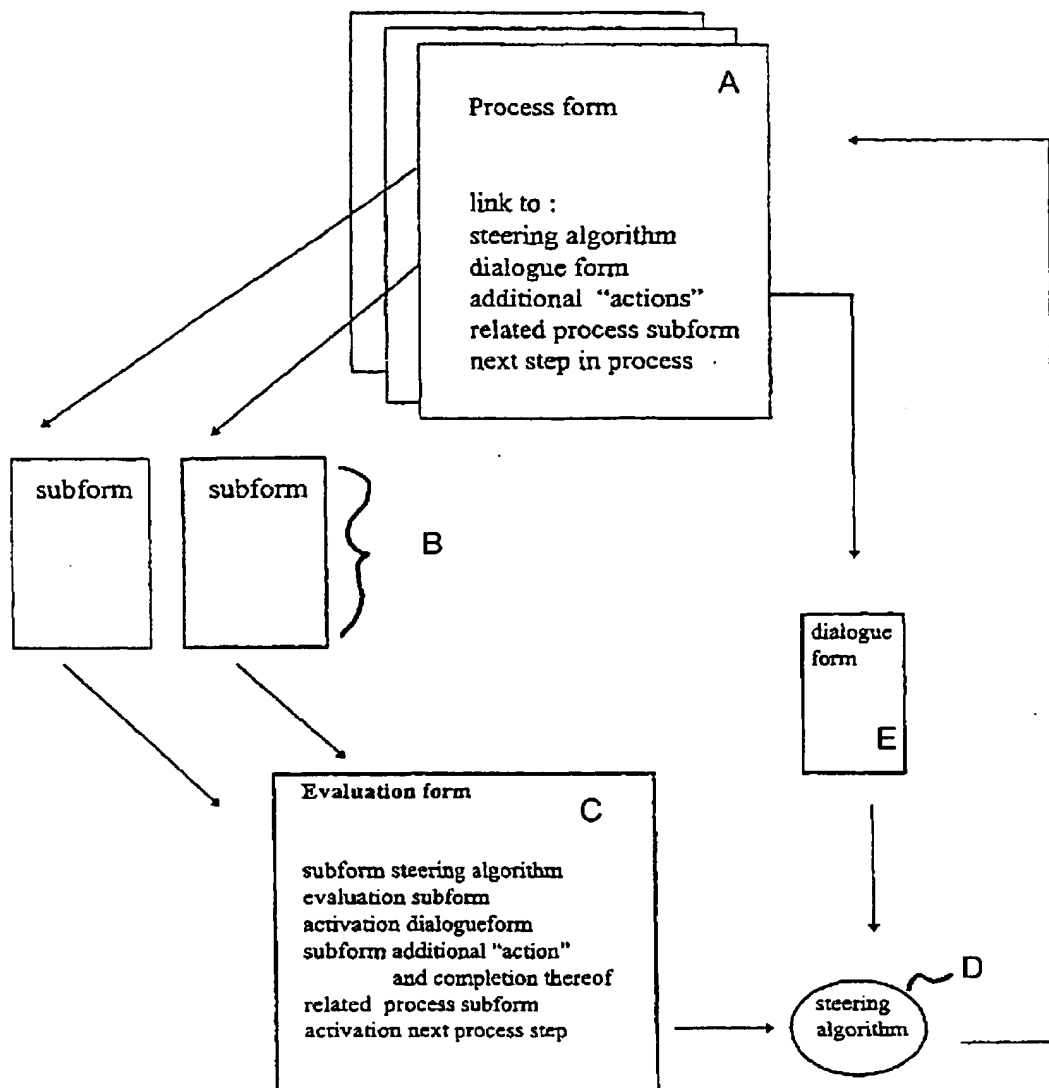 A
Process form
link to :
steering algorithm
dialogue form
additional “actions”
related process subform
next step in process
subform
subform
B
dialogue
form
E
Evaluation form
C
subform steering algorithm
evaluation subform
activation dialogueform
subform additional "action"
and completion thereof
related process subform
activation next process step
D
steering
algorithm